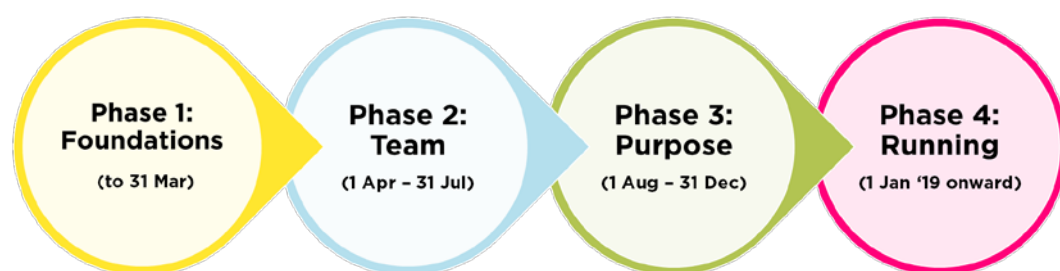 Phase 1:
Foundations
(to 31 Mar)
Phase 2:
Team
(1 Apr – 31 Jul)
Phase 3:
Purpose
(1 Aug – 31 Dec)
Phase 4:
Running
(1 Jan ‘19 onward)